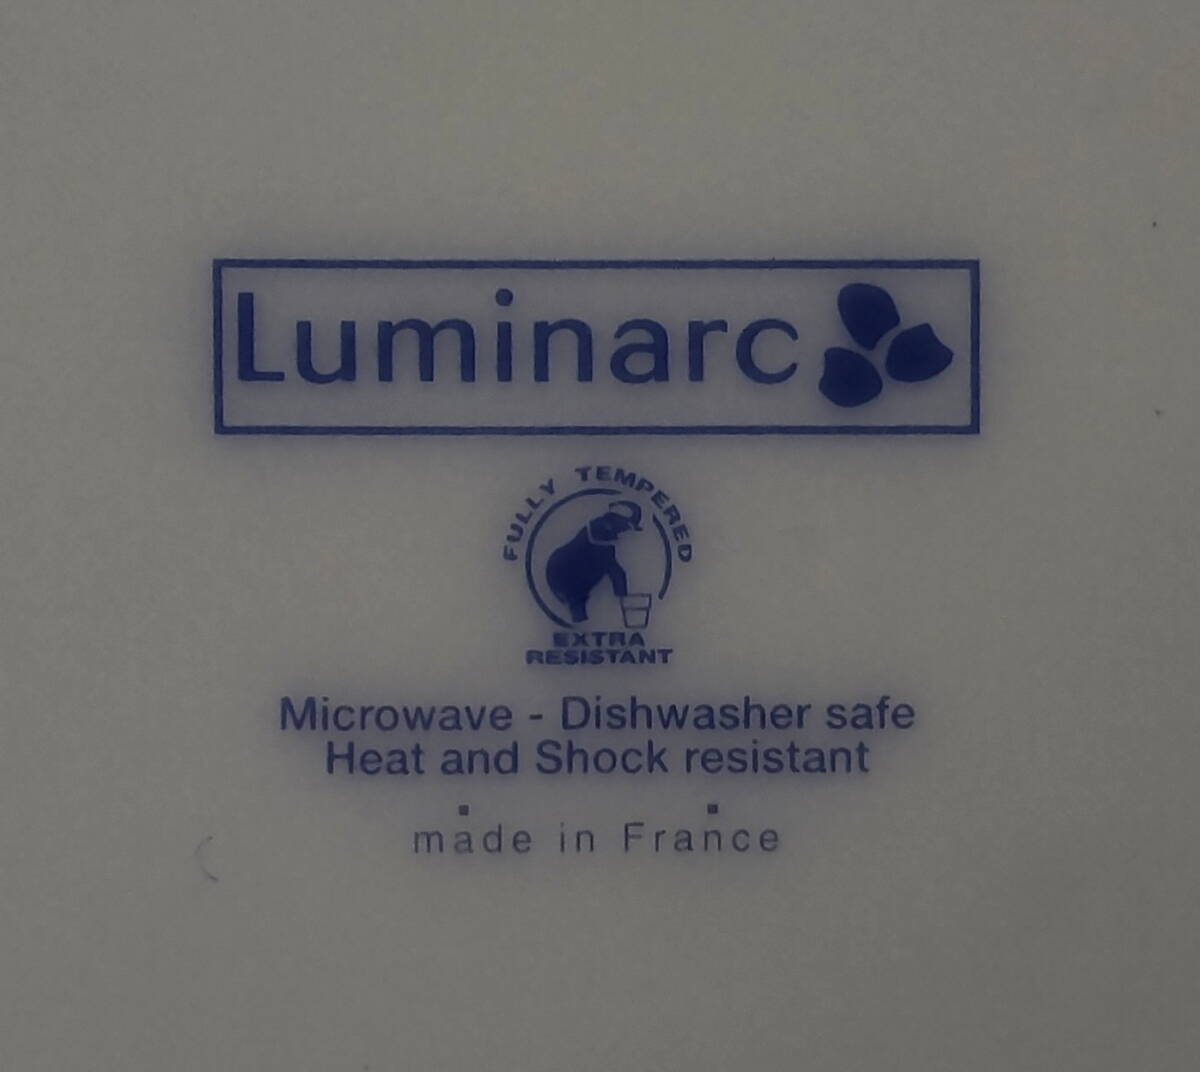 Luminarc
FULLY TEMPERED
EXTRA
RESISTANT
Microwave - Dishwasher safe
Heat and Shock resistant
made in France